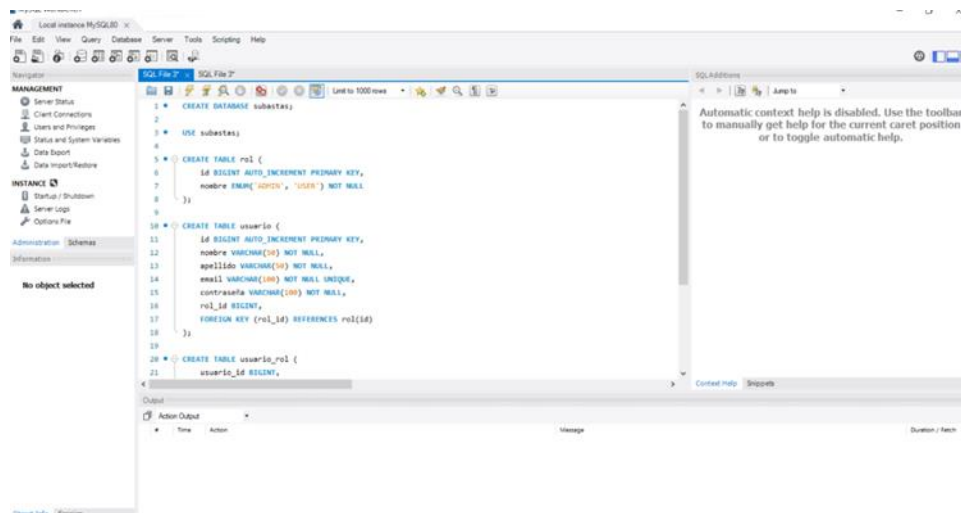 MySQL Workbench
Local instance MySQL80 ×
File Edit View Query Database Server Tools Scripting Help
Navigator
MANAGEMENT
Server Status
Client Connections
Users and Privileges
Status and System Variables
Data Export
Data Import/Restore
INSTANCE
Startup / Shutdown
Server Logs
Options File
Administration Schemas
Information
No object selected
SQL File 2* × SQL File 3*
Limit to 1000 rows
1 CREATE DATABASE subastas;
2
3 USE subastas;
4
5 CREATE TABLE rol (
6 id BIGINT AUTO_INCREMENT PRIMARY KEY,
7 nombre ENUM('ADMIN', 'USER') NOT NULL
8 );
9
10 CREATE TABLE usuario (
11 id BIGINT AUTO_INCREMENT PRIMARY KEY,
12 nombre VARCHAR(50) NOT NULL,
13 apellido VARCHAR(50) NOT NULL,
14 email VARCHAR(100) NOT NULL UNIQUE,
15 contraseña VARCHAR(100) NOT NULL,
16 rol_id BIGINT,
17 FOREIGN KEY (rol_id) REFERENCES rol(id)
18 );
19
20 CREATE TABLE usuario_rol (
21 usuario_id BIGINT,
SQLAdditions
Jump to
Automatic context help is disabled. Use the toolbar
to manually get help for the current caret position
or to toggle automatic help.
Context Help Snippets
Output
Action Output
# Time Action Message Duration / Fetch